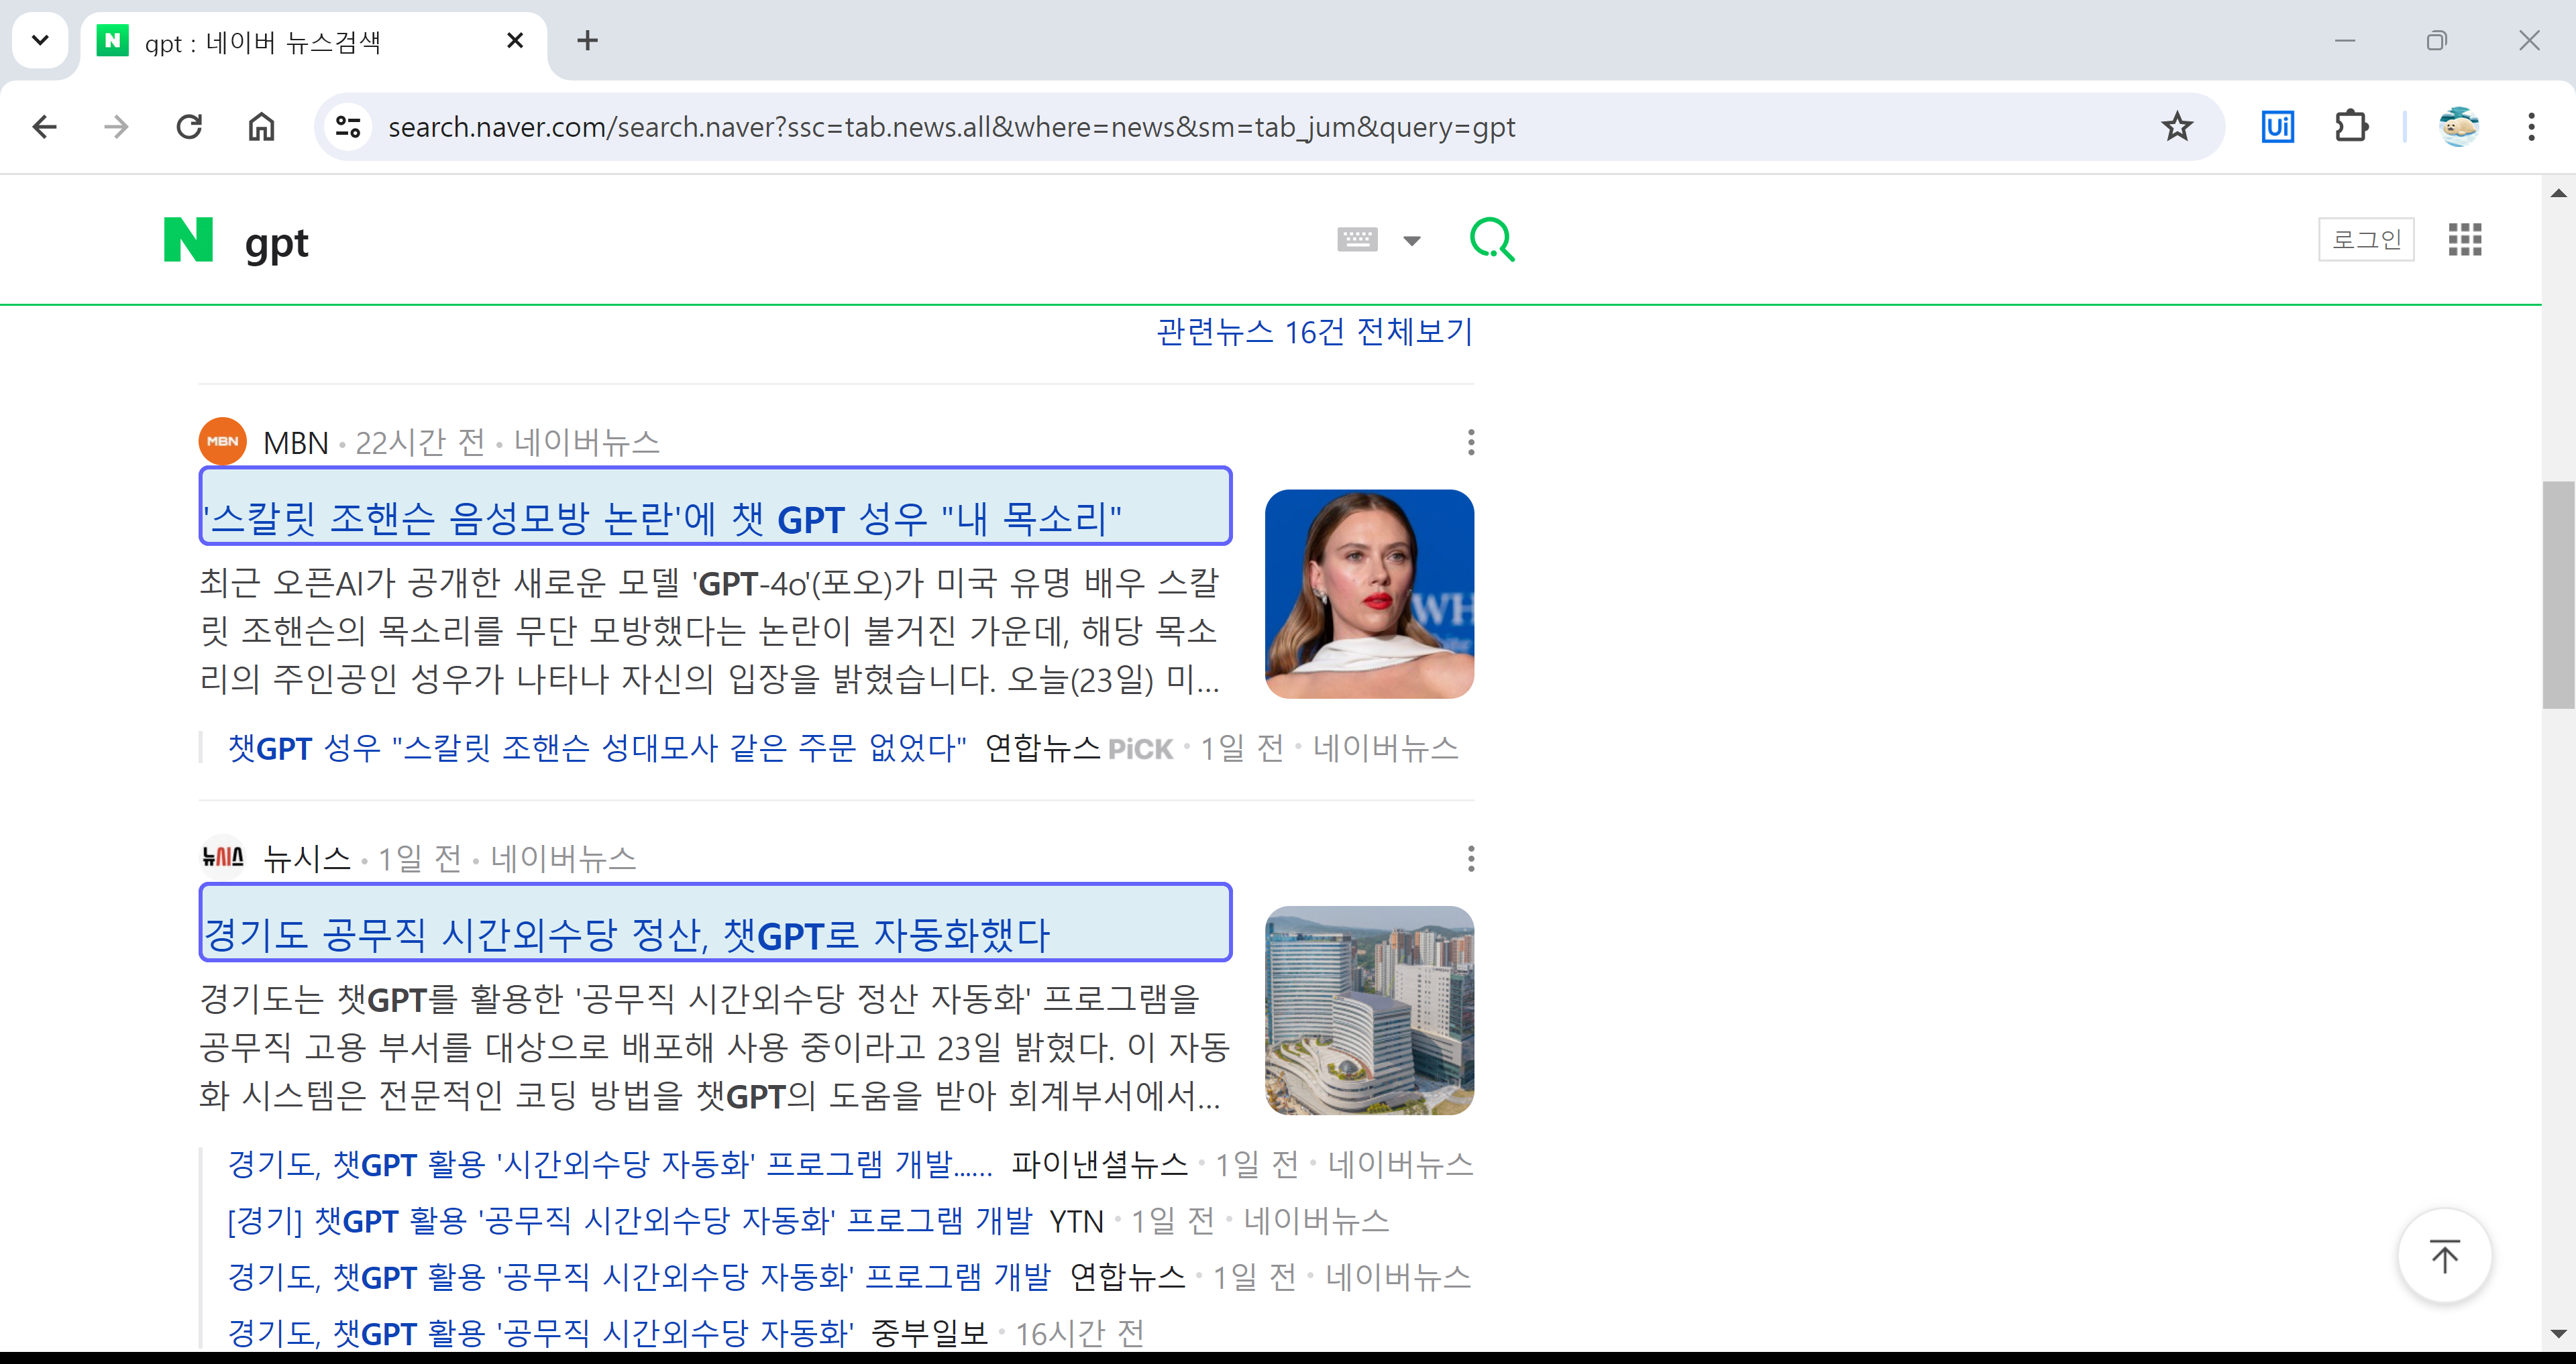 gpt : 네이버 뉴스검색
search.naver.com/search.naver?ssc=tab.news.all&where=news&sm=tab_jum&query=gpt
Ui
N gpt
로그인
관련뉴스 16건 전체보기
MBN MBN · 22시간 전 · 네이버뉴스
'스칼릿 조핸슨 음성모방 논란'에 챗 GPT 성우 "내 목소리"
최근 오픈AI가 공개한 새로운 모델 'GPT-4o'(포오)가 미국 유명 배우 스칼
릿 조핸슨의 목소리를 무단 모방했다는 논란이 불거진 가운데, 해당 목소
리의 주인공인 성우가 나타나 자신의 입장을 밝혔습니다. 오늘(23일) 미...
WH
챗GPT 성우 "스칼릿 조핸슨 성대모사 같은 주문 없었다" 연합뉴스 PiCK · 1일 전 · 네이버뉴스
뉴시스 뉴시스 · 1일 전 · 네이버뉴스
경기도 공무직 시간외수당 정산, 챗GPT로 자동화했다
경기도는 챗GPT를 활용한 '공무직 시간외수당 정산 자동화' 프로그램을
공무직 고용 부서를 대상으로 배포해 사용 중이라고 23일 밝혔다. 이 자동
화 시스템은 전문적인 코딩 방법을 챗GPT의 도움을 받아 회계부서에서...
경기도, 챗GPT 활용 '시간외수당 자동화' 프로그램 개발...... 파이낸셜뉴스 · 1일 전 · 네이버뉴스
[경기] 챗GPT 활용 '공무직 시간외수당 자동화' 프로그램 개발 YTN · 1일 전 · 네이버뉴스
경기도, 챗GPT 활용 '공무직 시간외수당 자동화' 프로그램 개발 연합뉴스 · 1일 전 · 네이버뉴스
경기도, 챗GPT 활용 '공무직 시간외수당 자동화' 중부일보 · 16시간 전